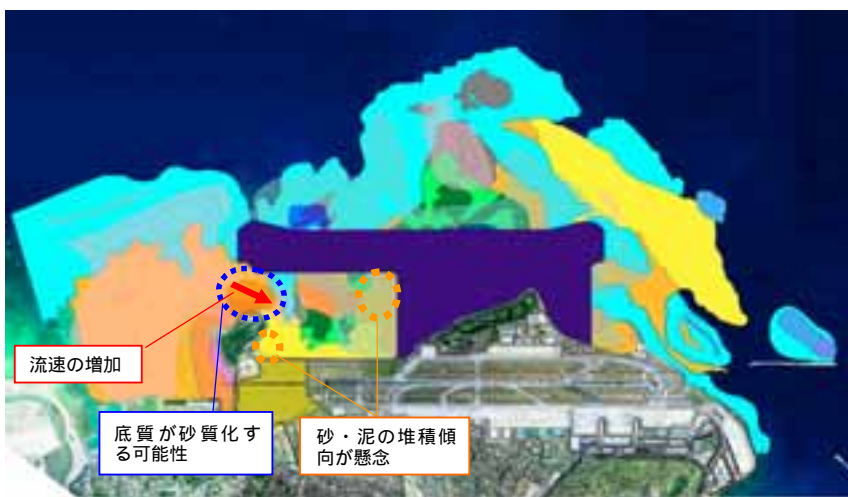 流速の増加
底質が砂質化す
る可能性
砂・泥の堆積傾
向が懸念